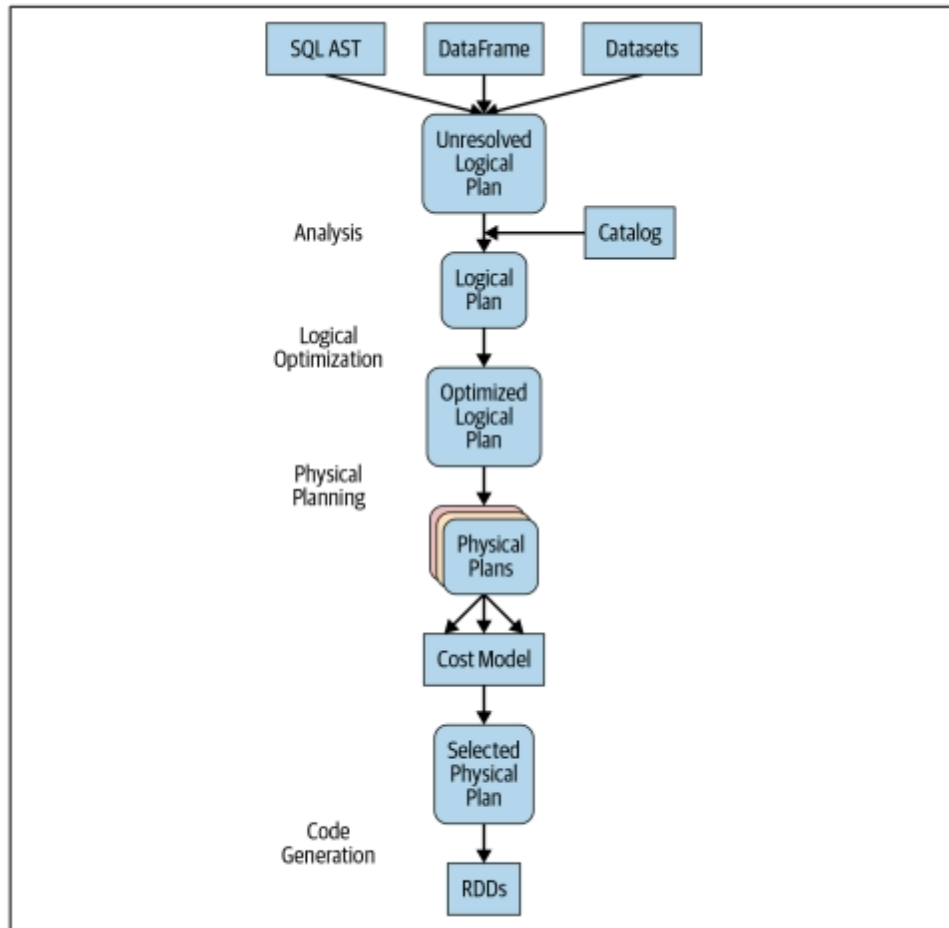 SQL AST
DataFrame
Datasets
Unresolved
Logical
Plan
Analysis
Catalog
Logical
Plan
Logical
Optimization
Optimized
Logical
Plan
Physical
Planning
Physical
Plans
Cost Model
Selected
Physical
Plan
Code
Generation
RDDs